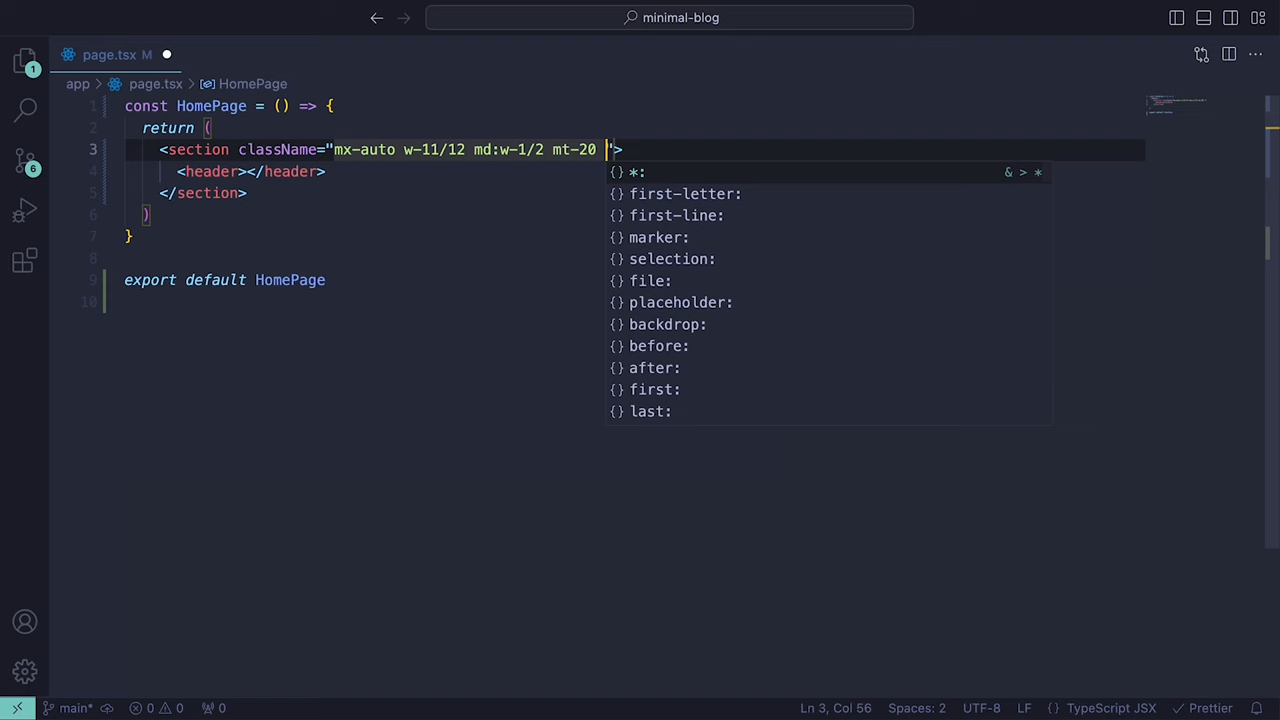 minimal-blog
page.tsx M
app > page.tsx > HomePage
1
1 const HomePage = () => {
2 return (
3 <section className="mx-auto w-11/12 md:w-1/2 mt-20 ">
4 <header></header>
5 </section>
6 )
7 }
8
9 export default HomePage
10
{} *: & > *
{} first-letter:
{} first-line:
{} marker:
{} selection:
{} file:
{} placeholder:
{} backdrop:
{} before:
{} after:
{} first:
{} last:
6
main* 0 0 0 Ln 3, Col 56 Spaces: 2 UTF-8 LF {} TypeScript JSX Prettier